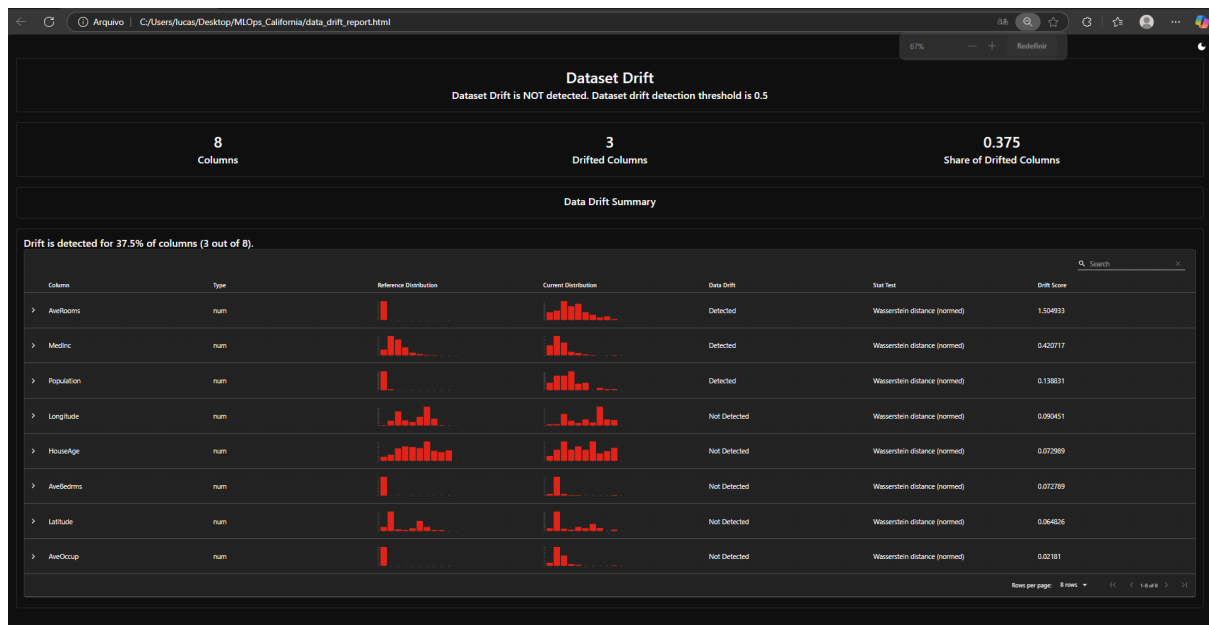 Arquivo | C:/Users/lucas/Desktop/MLOps_California/data_drift_report.html
67% — + Redefinir
Dataset Drift
Dataset Drift is NOT detected. Dataset drift detection threshold is 0.5
8 3 0.375
Columns Drifted Columns Share of Drifted Columns
Data Drift Summary
Drift is detected for 37.5% of columns (3 out of 8).
Search
Column Type Reference Distribution Current Distribution Data Drift Stat Test Drift Score
AveRooms num Detected Wasserstein distance (normed) 1.504933
MedInc num Detected Wasserstein distance (normed) 0.420717
Population num Detected Wasserstein distance (normed) 0.138831
Longitude num Not Detected Wasserstein distance (normed) 0.090451
HouseAge num Not Detected Wasserstein distance (normed) 0.072989
AveBedrms num Not Detected Wasserstein distance (normed) 0.072789
Latitude num Not Detected Wasserstein distance (normed) 0.064826
AveOccup num Not Detected Wasserstein distance (normed) 0.02181
Rows per page: 8 rows 1-8 of 8